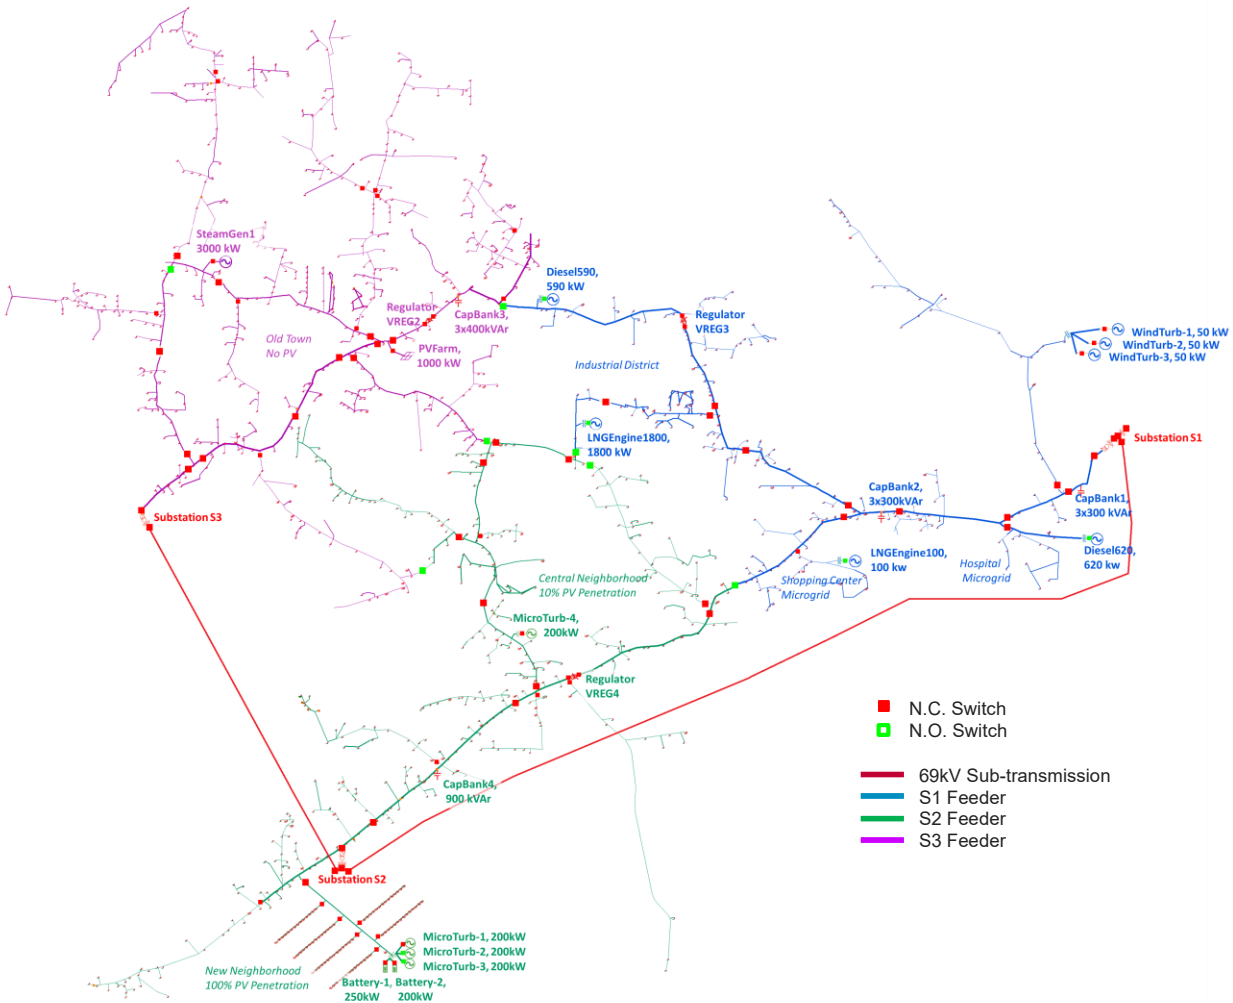 SteamGen1
3000 kW
Diesel590,
590 kW
Regulator
VREG2
CapBank3,
3x400kVAr
Regulator
VREG3
Old Town
No PV
PVFarm,
1000 kW
Industrial District
WindTurb-1, 50 kW
WindTurb-2, 50 kW
WindTurb-3, 50 kW
LNGEngine1800,
1800 kW
Substation S1
CapBank2,
3x300kVAr
CapBank1,
3x300 kVAr
Substation S3
LNGEngine100,
100 kw
Diesel620,
620 kw
Hospital
Microgrid
Shopping Center
Microgrid
Central Neighborhood
10% PV Penetration
MicroTurb-4,
200kW
Regulator
VREG4
CapBank4,
900 kVAr
N.C. Switch
N.O. Switch
69kV Sub-transmission
S1 Feeder
S2 Feeder
S3 Feeder
Substation S2
MicroTurb-1, 200kW
MicroTurb-2, 200kW
MicroTurb-3, 200kW
New Neighborhood
100% PV Penetration
Battery-1, Battery-2,
250kW 200kW